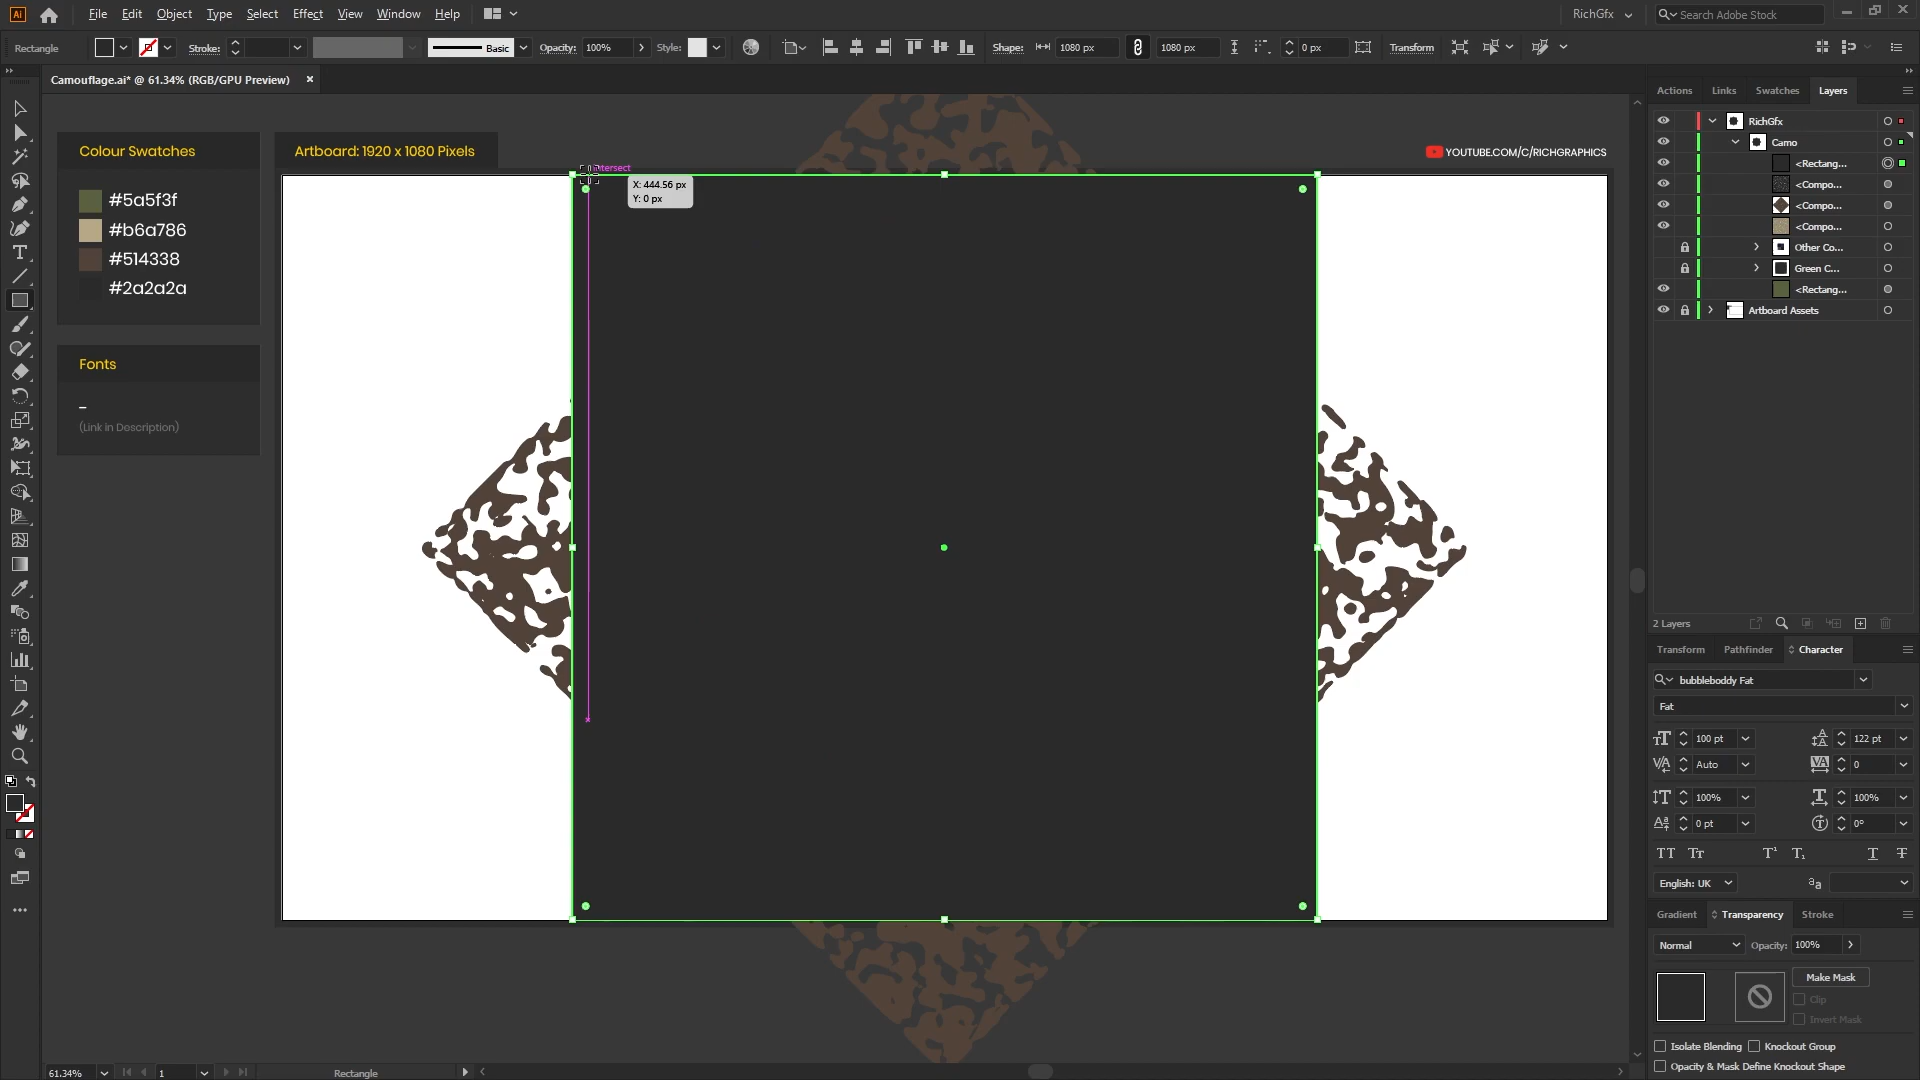 Ai File Edit Object Type Select Effect View Window Help RichGfx Search Adobe Stock
Rectangle Stroke: Basic Opacity: 100% Style: Shape: 1080 px 1080 px 0 px Transform
Camouflage.ai* @ 61.34% (RGB/GPU Preview) ×
Actions Links Swatches Layers
RichGfx
Camo
<Rectang...
<Compo...
<Compo...
<Compo...
Other Co...
Green C...
<Rectang...
Artboard Assets
Colour Swatches
#5a5f3f
#b6a786
#514338
#2a2a2a
Fonts
–
(Link in Description)
Artboard: 1920 x 1080 Pixels
YOUTUBE.COM/C/RICHGRAPHICS
X: 444.56 px
Y: 0 px
2 Layers
Transform Pathfinder Character
bubbleboddy Fat
Fat
100 pt 122 pt
Auto 0
100% 100%
0 pt 0°
TT Tr T¹ T₁ T T
English: UK aa
Gradient Transparency Stroke
Normal Opacity: 100%
Make Mask
Clip
Invert Mask
Isolate Blending Knockout Group
Opacity & Mask Define Knockout Shape
61.34% 1 Rectangle